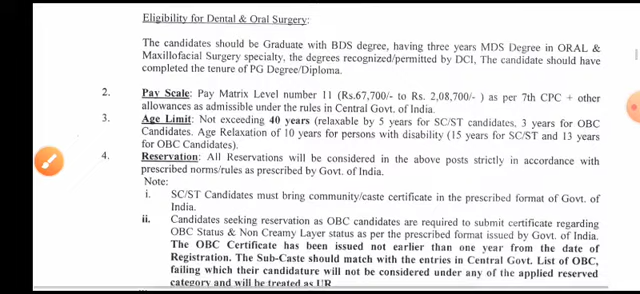 Eligibility for Dental & Oral Surgery:
The candidates should be Graduate with BDS degree, having three years MDS Degree in ORAL &
Maxillofacial Surgery specialty, the degrees recognized/permitted by DCI, The candidate should have
completed the tenure of PG Degree/Diploma.
2. Pay Scale: Pay Matrix Level number 11 (Rs.67,700/- to Rs. 2,08,700/- ) as per 7th CPC + other
allowances as admissible under the rules in Central Govt. of India.
3. Age Limit: Not exceeding 40 years (relaxable by 5 years for SC/ST candidates, 3 years for OBC
Candidates. Age Relaxation of 10 years for persons with disability (15 years for SC/ST and 13 years
for OBC Candidates).
4. Reservation: All Reservations will be considered in the above posts strictly in accordance with
prescribed norms/rules as prescribed by Govt. of India.
Note:
i. SC/ST Candidates must bring community/caste certificate in the prescribed format of Govt. of
India.
ii. Candidates seeking reservation as OBC candidates are required to submit certificate regarding
OBC Status & Non Creamy Layer status as per the prescribed format issued by Govt. of India.
The OBC Certificate has been issued not earlier than one year from the date of
Registration. The Sub-Caste should match with the entries in Central Govt. List of OBC,
failing which their candidature will not be considered under any of the applied reserved
category and will be treated as UR